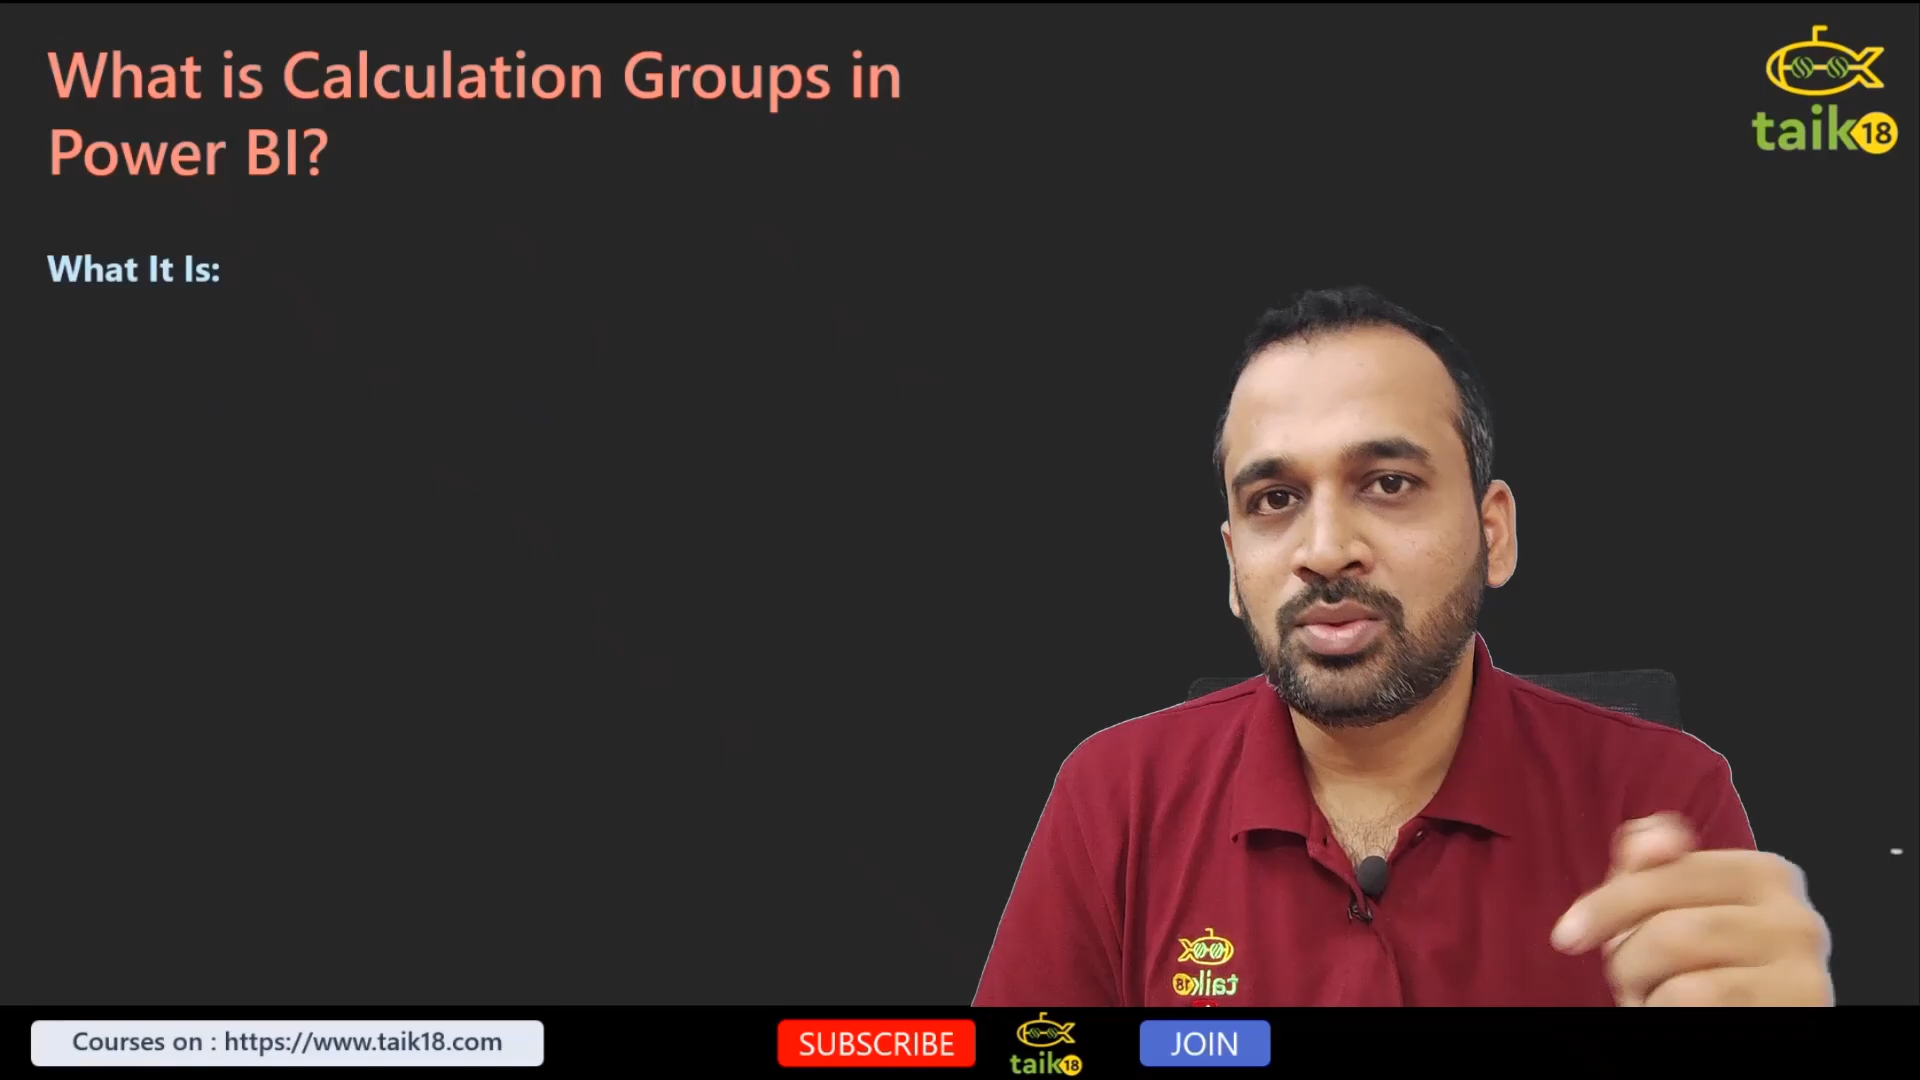 What is Calculation Groups in
Power BI?
taik18
What It Is:
taik18
Courses on : https://www.taik18.com
SUBSCRIBE
taik18
JOIN